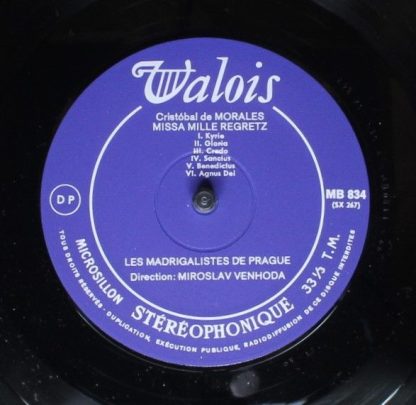 Valois
Cristóbal de MORALES
MISSA MILLE REGRETZ
I. Kyrie
II. Gloria
III. Credo
IV. Sanctus
V. Benedictus
VI. Agnus Dei
DP
MB 834
(SX 267)
LES MADRIGALISTES DE PRAGUE
Direction: MIROSLAV VENHODA
MICROSILLON STÉRÉOPHONIQUE 33⅓ T.M.
TOUS DROITS RÉSERVÉS - DUPLICATION, EXÉCUTION PUBLIQUE, RADIODIFFUSION DE CE DISQUE INTERDITES